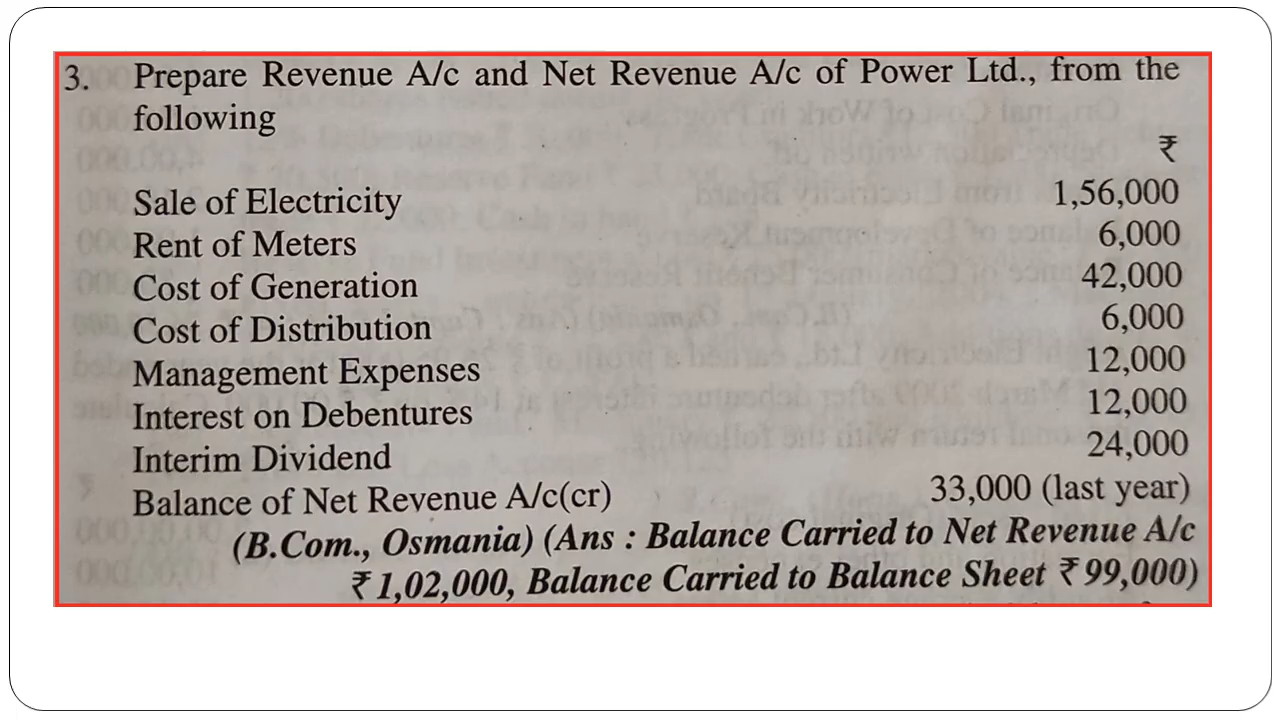 3. Prepare Revenue A/c and Net Revenue A/c of Power Ltd., from the
following
₹
Sale of Electricity 1,56,000
Rent of Meters 6,000
Cost of Generation 42,000
Cost of Distribution 6,000
Management Expenses 12,000
Interest on Debentures 12,000
Interim Dividend 24,000
Balance of Net Revenue A/c(cr) 33,000 (last year)
(B.Com., Osmania) (Ans : Balance Carried to Net Revenue A/c
₹ 1,02,000, Balance Carried to Balance Sheet ₹ 99,000)